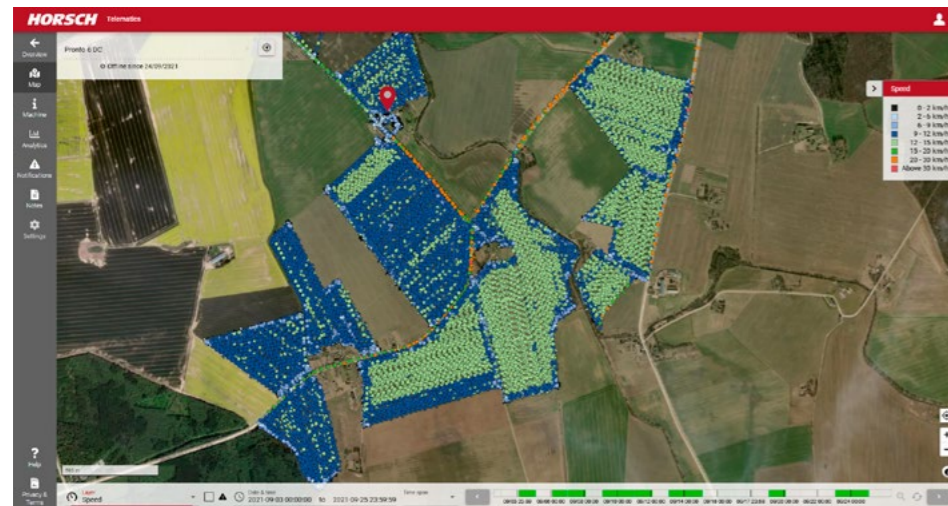 HORSCH Telematics
Overview
Map
Machine
Analytics
Notifications
Notes
Settings
Help
Privacy & Terms
Pronto 6 DC
Offline since 24/09/2021
Speed
0 - 2 km/h
2 - 6 km/h
6 - 9 km/h
9 - 12 km/h
12 - 15 km/h
15 - 20 km/h
20 - 30 km/h
Above 30 km/h
Layer
Speed
Date & time
2021-09-03 00:00:00 to 2021-09-25 23:59:59
Time span